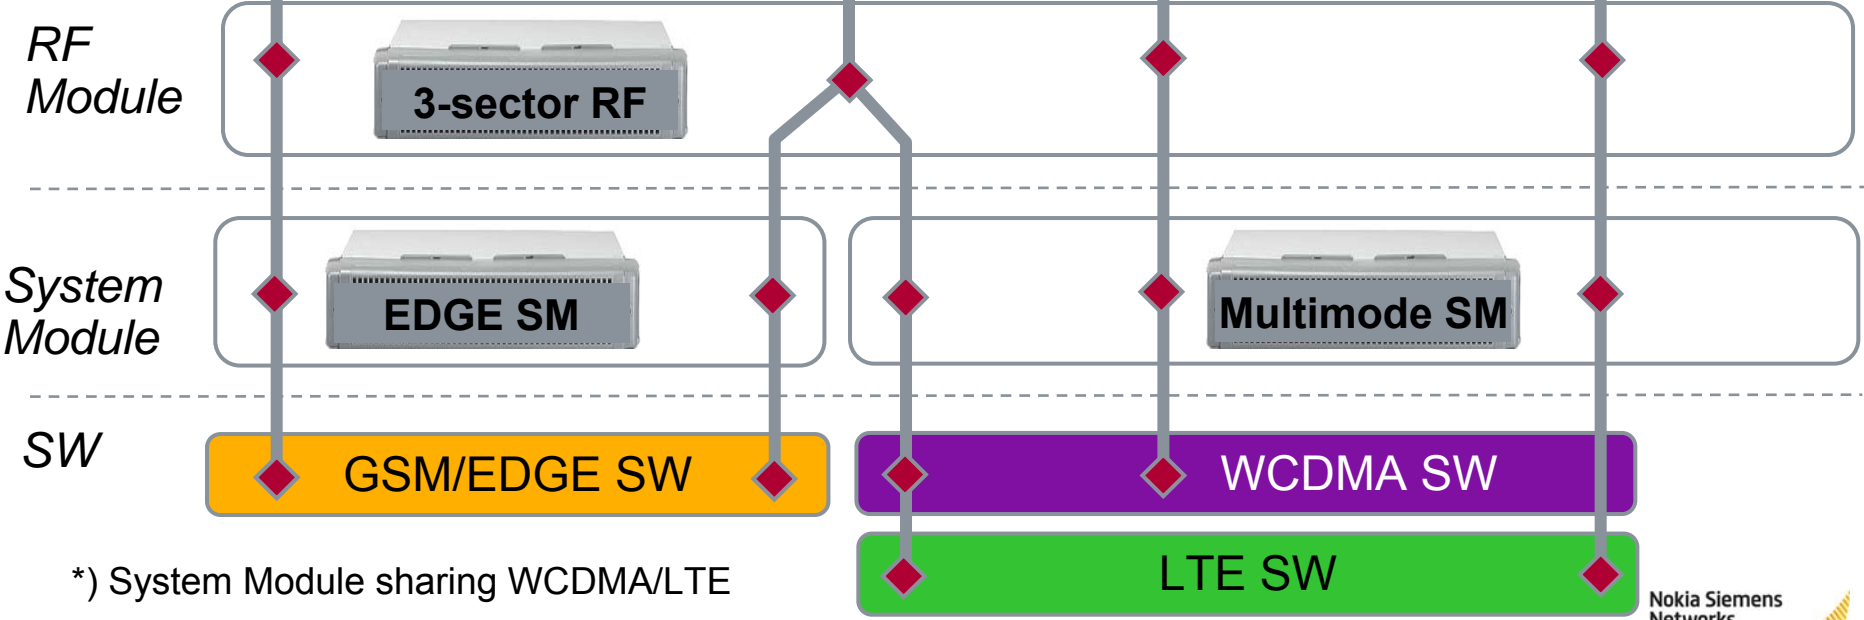 RF
Module
3-sector RF
System
Module
EDGE SM
Multimode SM
SW
GSM/EDGE SW
WCDMA SW
LTE SW
*) System Module sharing WCDMA/LTE
Nokia Siemens
Networks